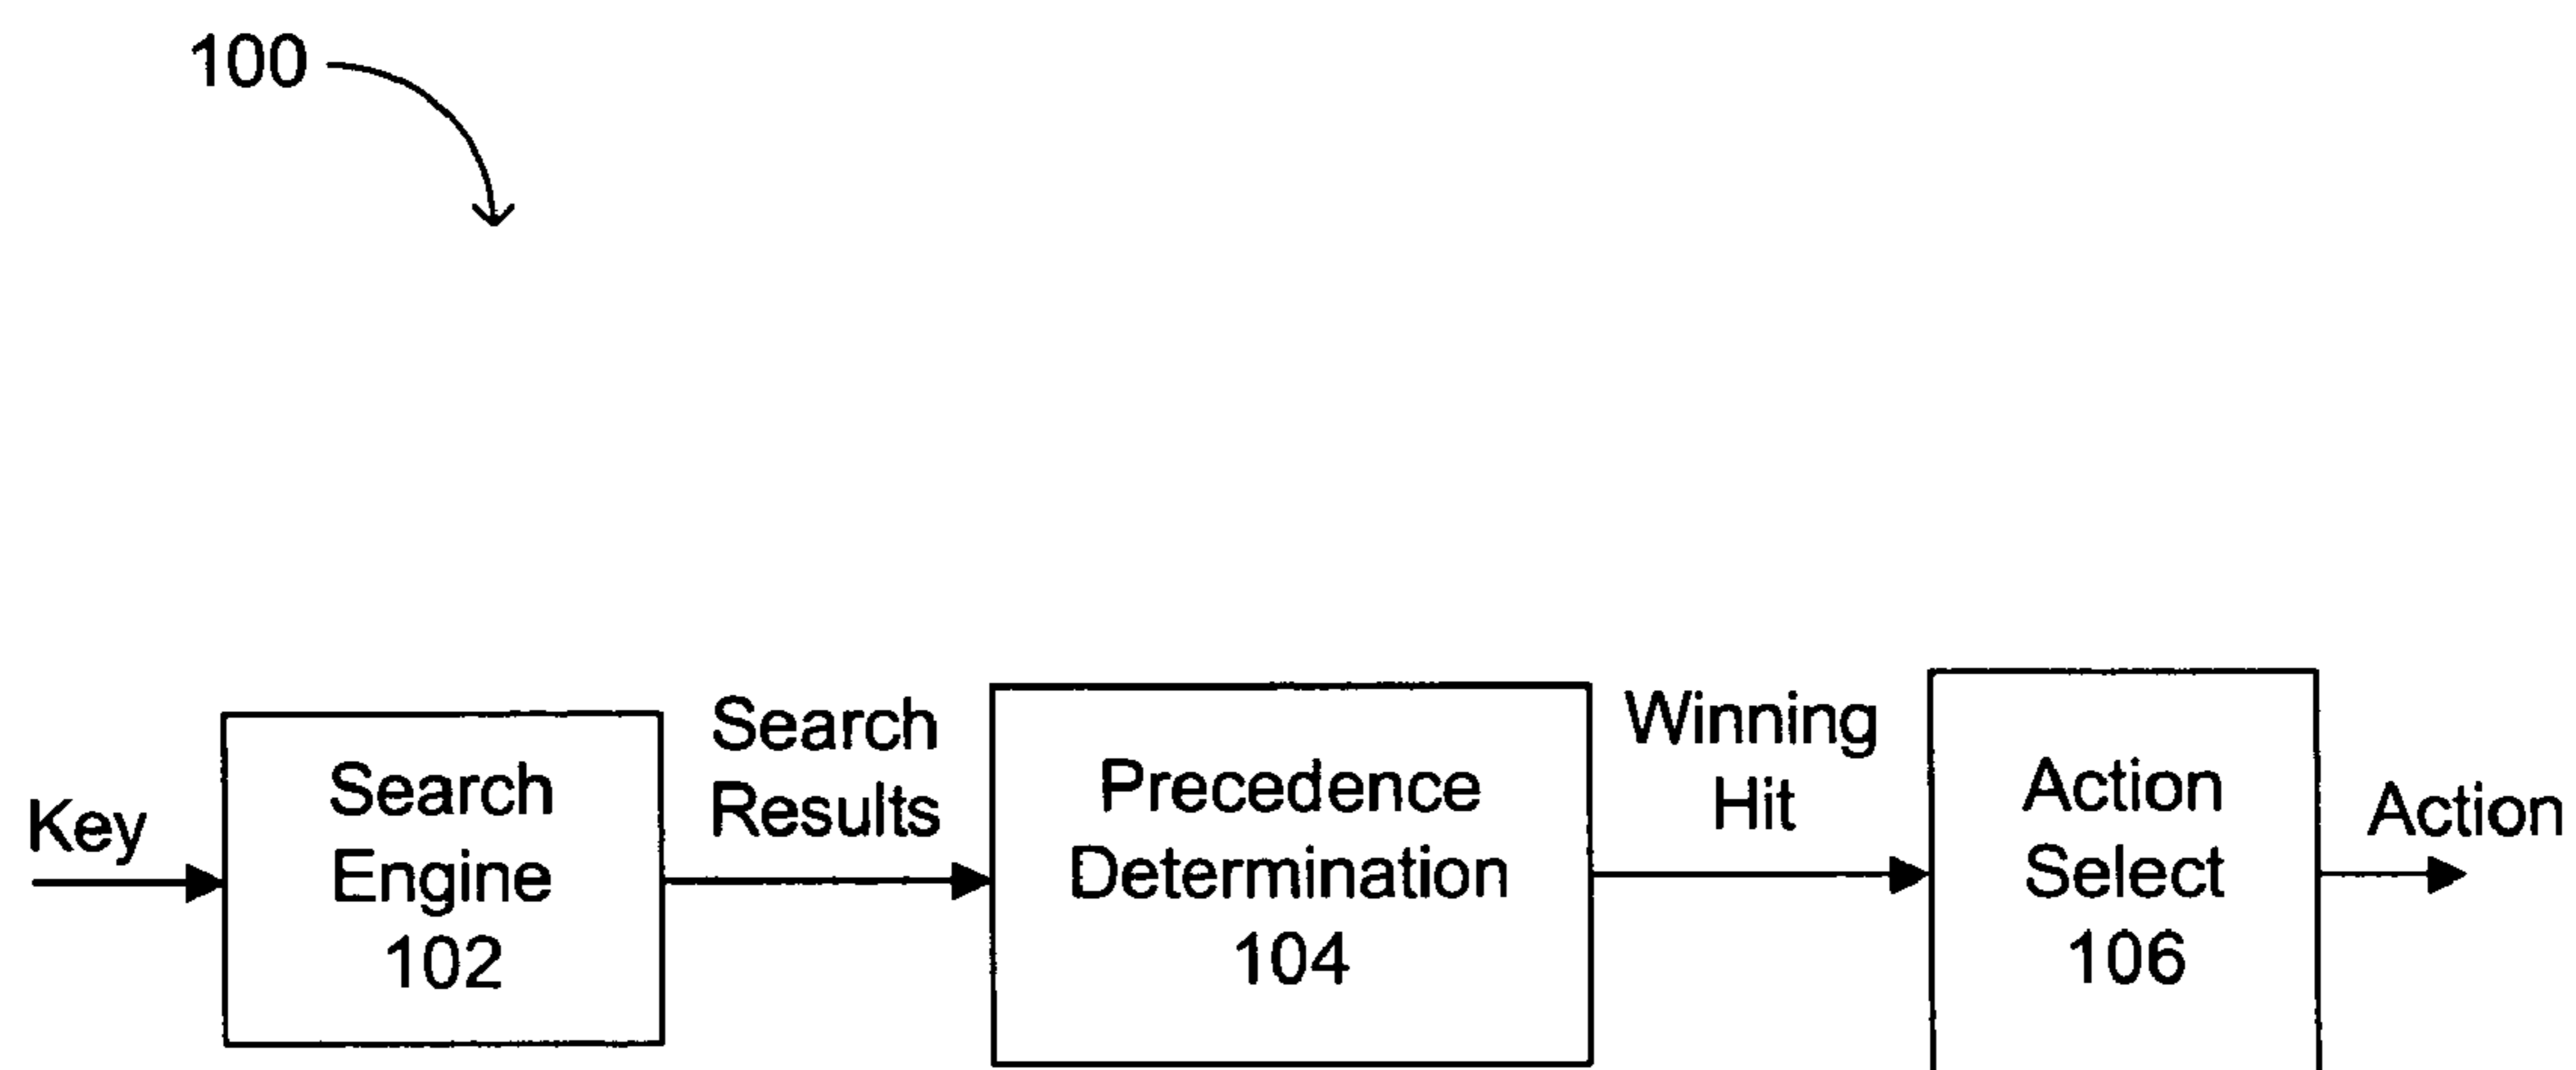 100
Key
Search
Engine
102
Search
Results
Precedence
Determination
104
Winning
Hit
Action
Select
106
Action